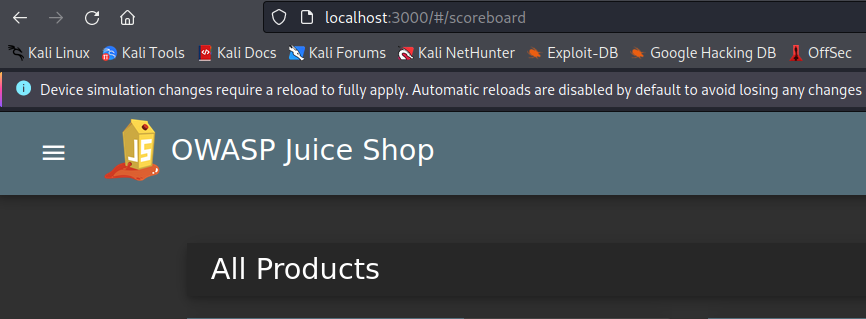 localhost:3000/#/scoreboard
Kali Linux Kali Tools Kali Docs Kali Forums Kali NetHunter Exploit-DB Google Hacking DB OffSec
Device simulation changes require a reload to fully apply. Automatic reloads are disabled by default to avoid losing any changes
JS OWASP Juice Shop
All Products